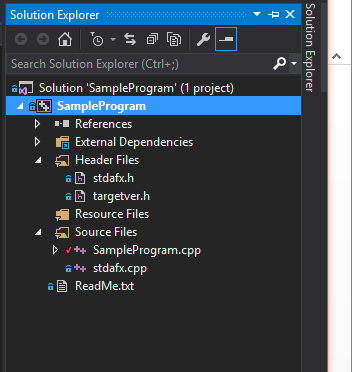 Solution Explorer
Search Solution Explorer (Ctrl+;)
Solution 'SampleProgram' (1 project)
SampleProgram
References
External Dependencies
Header Files
stdafx.h
targetver.h
Resource Files
Source Files
SampleProgram.cpp
stdafx.cpp
ReadMe.txt
Solution Explorer